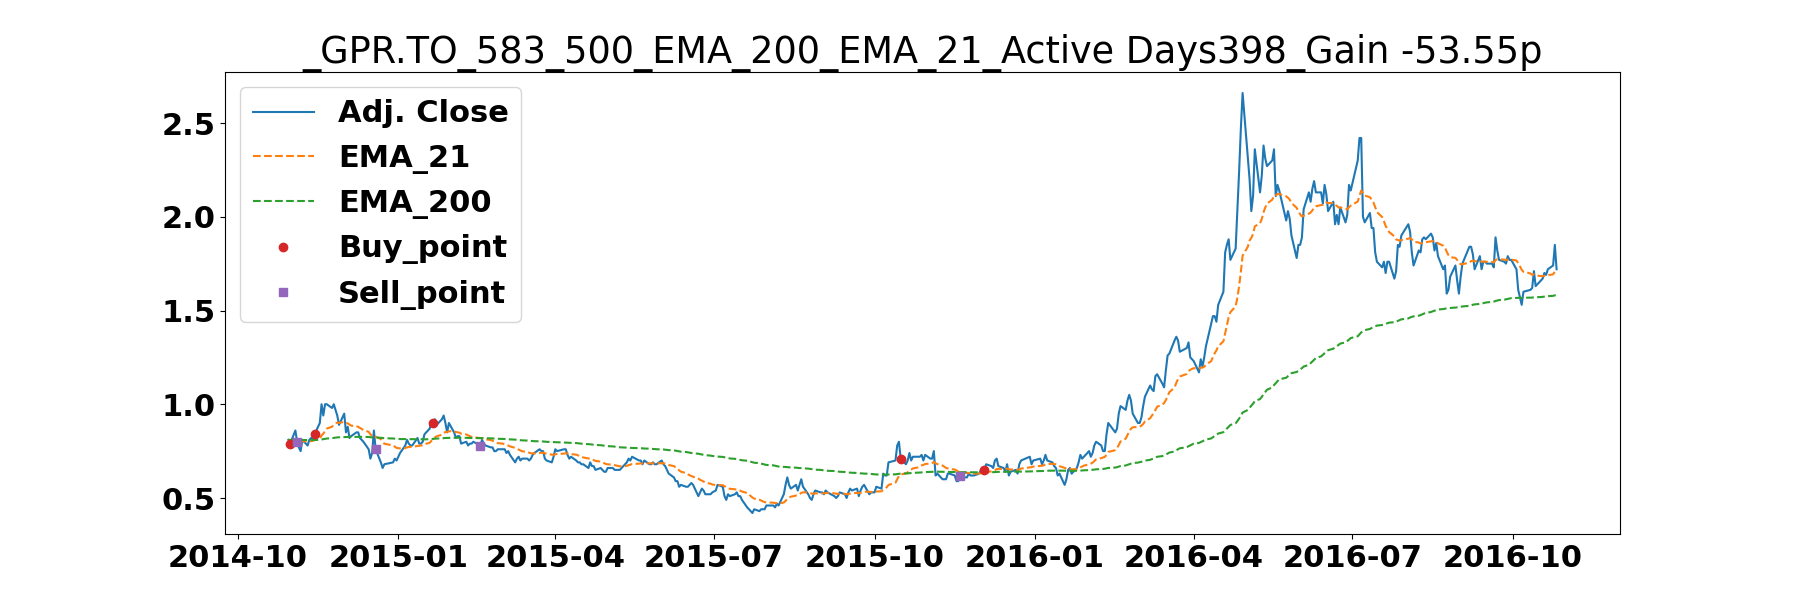 _GPR.TO_583_500_EMA_200_EMA_21_Active Days398_Gain -53.55p
Adj. Close
EMA_21
EMA_200
Buy_point
Sell_point
2.5
2.0
1.5
1.0
0.5
2014-10 2015-01 2015-04 2015-07 2015-10 2016-01 2016-04 2016-07 2016-10